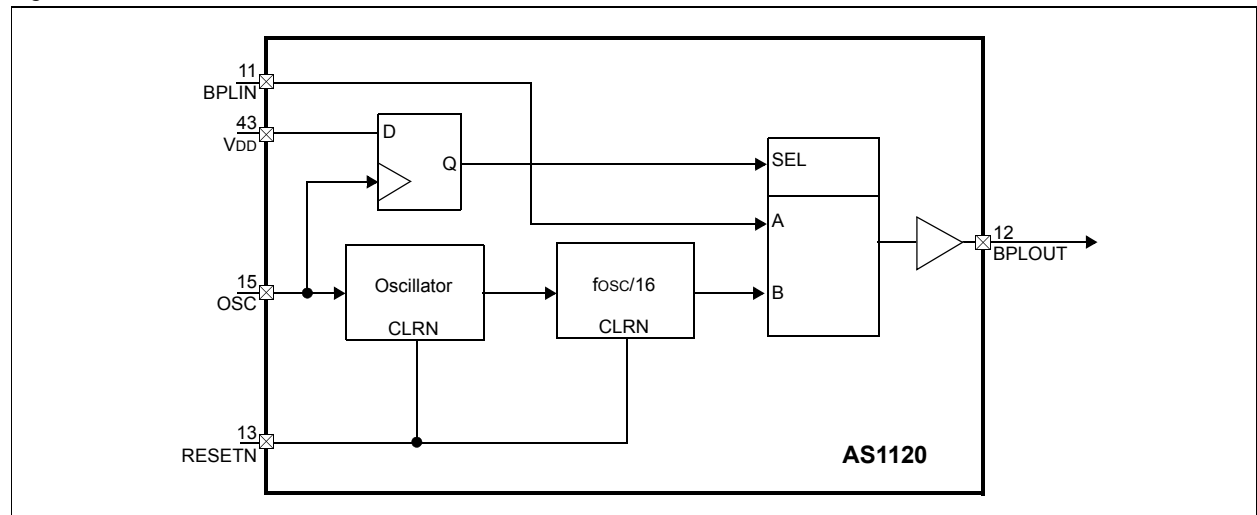 11
BPLIN
43
VDD
D
Q
SEL
A
12
BPLOUT
15
OSC
Oscillator
CLRN
fosc/16
CLRN
B
13
RESETN
AS1120